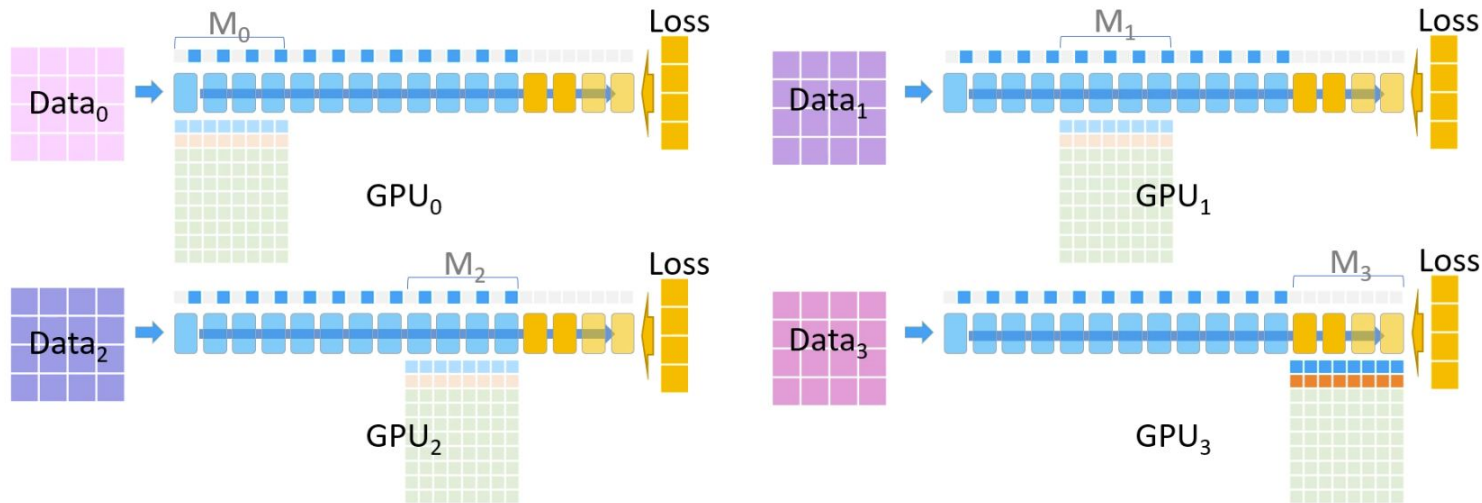 M₀
Loss
Data₀
GPU₀
M₁
Loss
Data₁
GPU₁
M₂
Loss
Data₂
GPU₂
M₃
Loss
Data₃
GPU₃